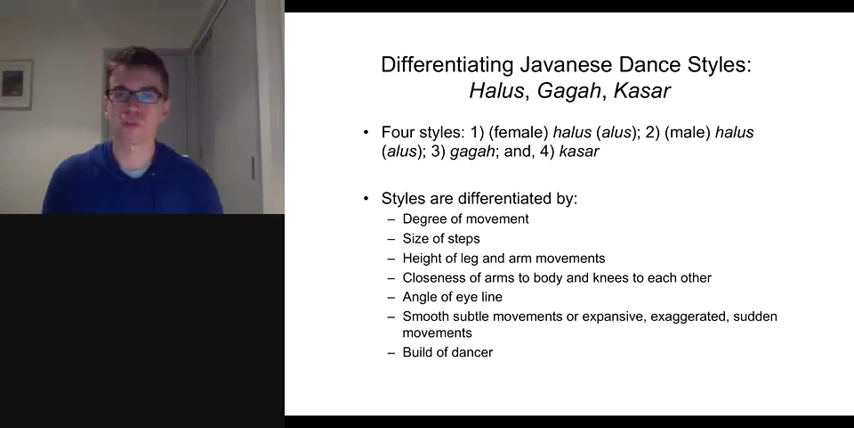 Differentiating Javanese Dance Styles:
Halus, Gagah, Kasar
• Four styles: 1) (female) halus (alus); 2) (male) halus
(alus); 3) gagah; and, 4) kasar
• Styles are differentiated by:
– Degree of movement
– Size of steps
– Height of leg and arm movements
– Closeness of arms to body and knees to each other
– Angle of eye line
– Smooth subtle movements or expansive, exaggerated, sudden
movements
– Build of dancer